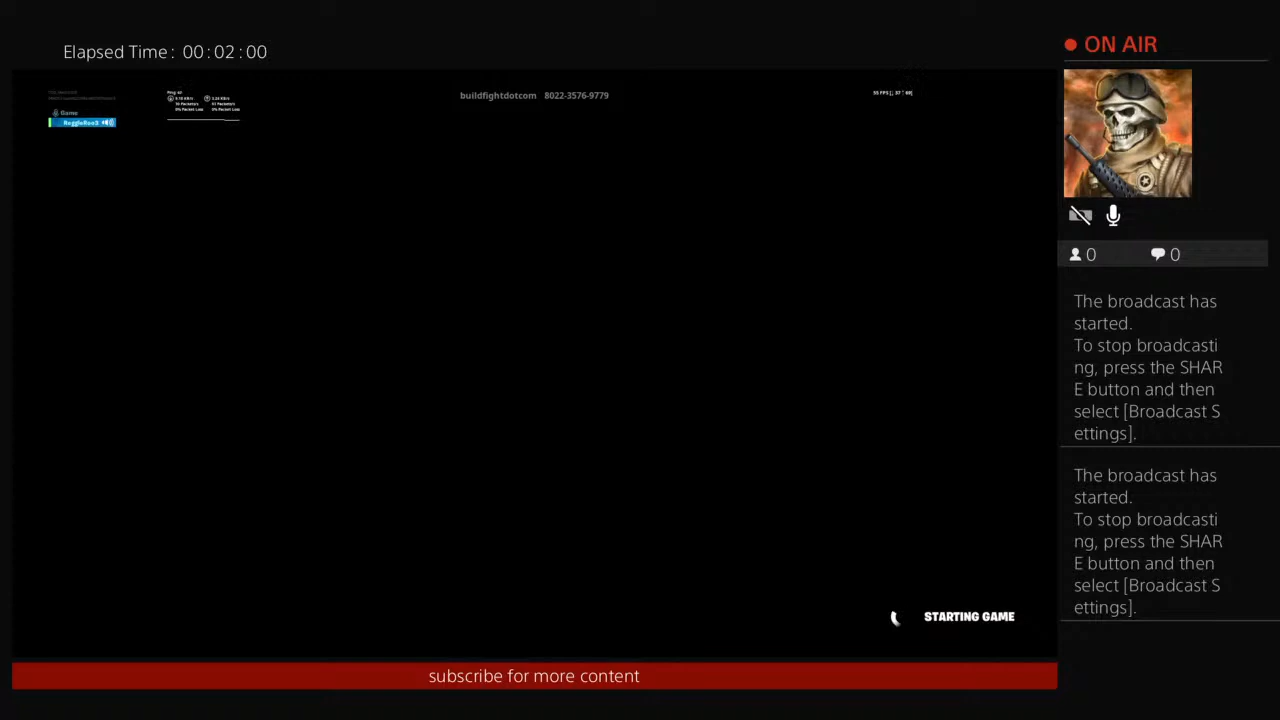 Elapsed Time: 00:02:00
ON AIR
Game
buildfightdotcom 8022-3576-9779
0 0
The broadcast has
started.
To stop broadcasti
ng, press the SHAR
E button and then
select [Broadcast S
ettings].
The broadcast has
started.
To stop broadcasti
ng, press the SHAR
E button and then
select [Broadcast S
ettings].
STARTING GAME
subscribe for more content